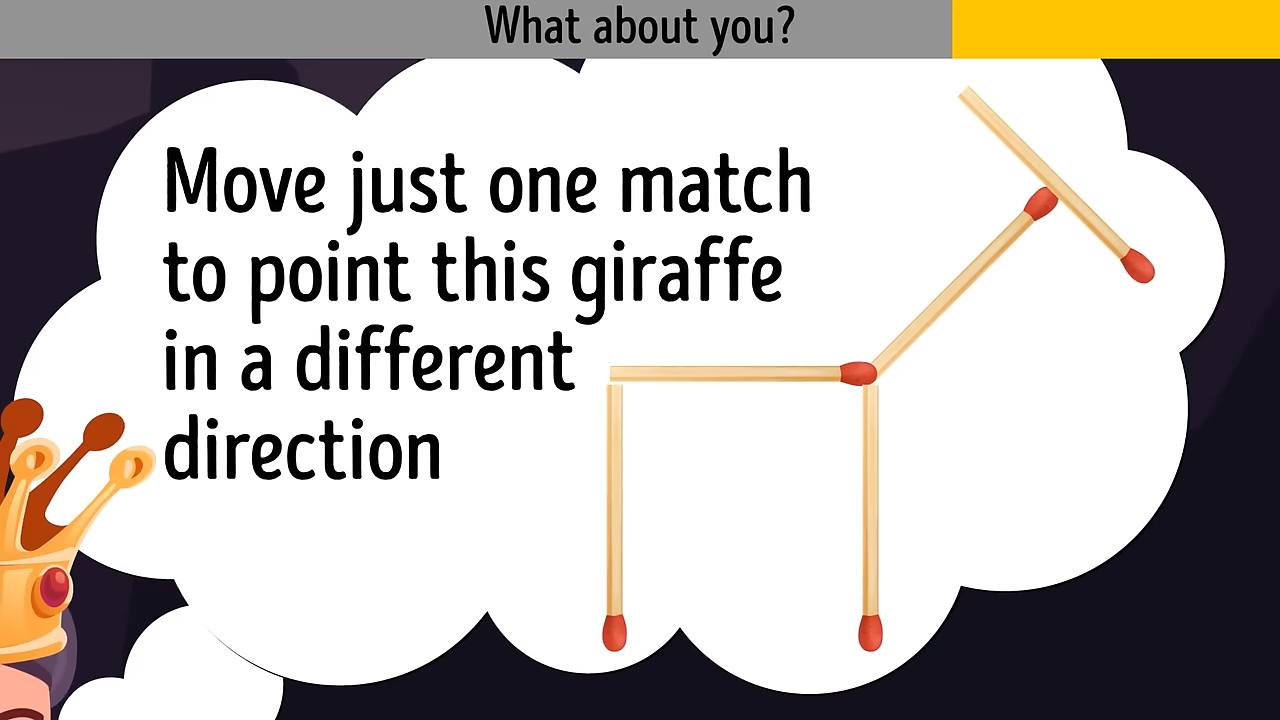 What about you?
Move just one match
to point this giraffe
in a different
direction